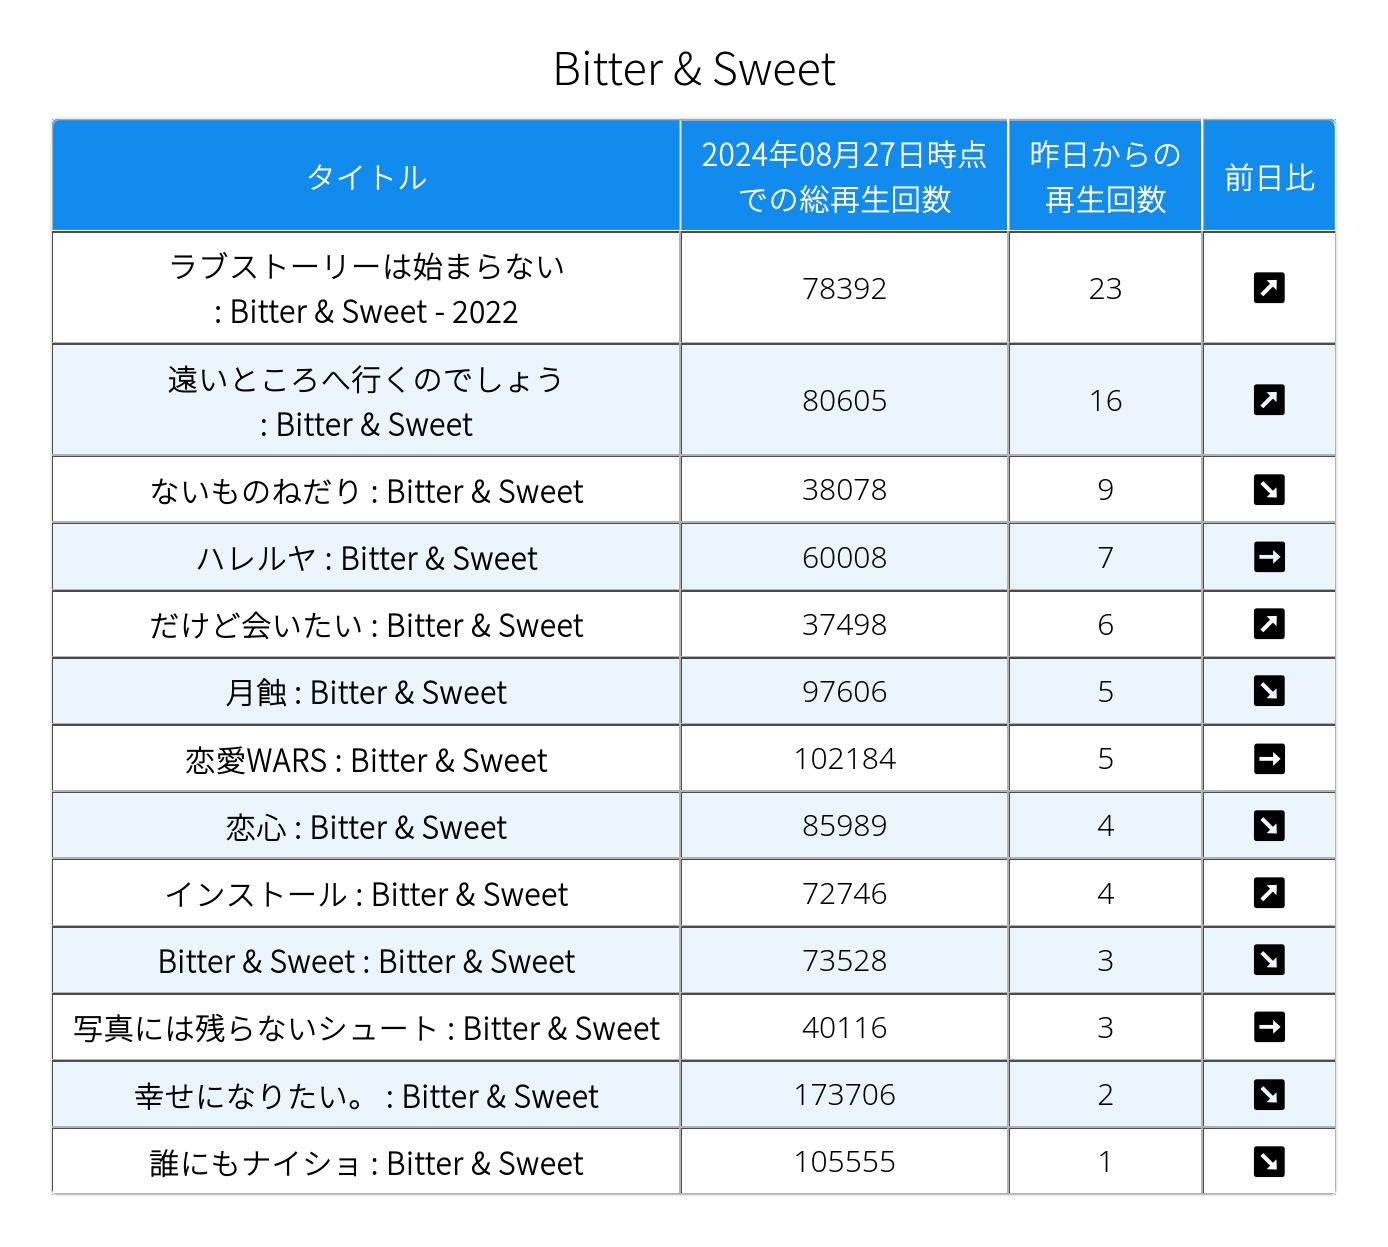 Bitter & Sweet
タイトル
2024年08月27日時点
での総再生回数
昨日からの
再生回数
前日比
ラブストーリーは始まらない
: Bitter & Sweet - 2022
78392
23
遠いところへ行くのでしょう
: Bitter & Sweet
80605
16
ないものねだり : Bitter & Sweet
38078
9
ハレルヤ : Bitter & Sweet
60008
7
だけど会いたい : Bitter & Sweet
37498
6
月蝕 : Bitter & Sweet
97606
5
恋愛WARS : Bitter & Sweet
102184
5
恋心 : Bitter & Sweet
85989
4
インストール : Bitter & Sweet
72746
4
Bitter & Sweet : Bitter & Sweet
73528
3
写真には残らないシュート : Bitter & Sweet
40116
3
幸せになりたい。 : Bitter & Sweet
173706
2
誰にもナイショ : Bitter & Sweet
105555
1